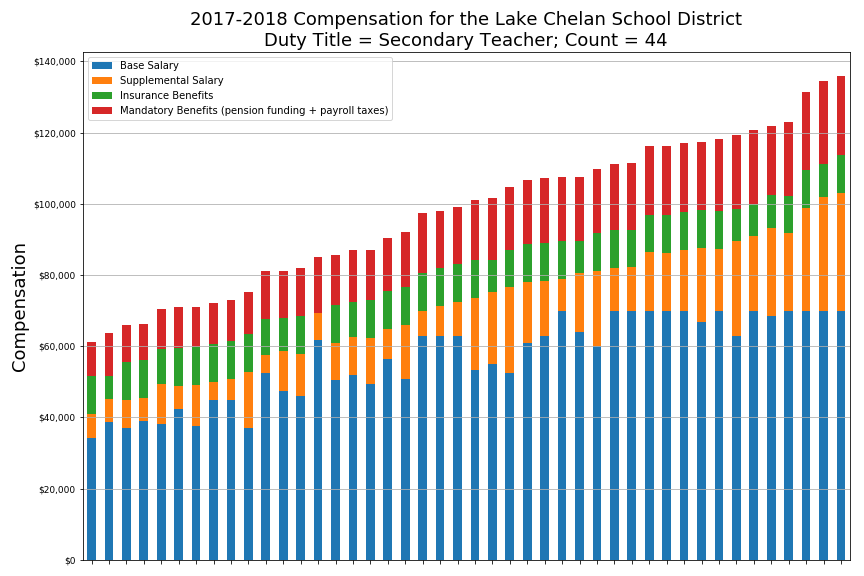 2017-2018 Compensation for the Lake Chelan School District
Duty Title = Secondary Teacher; Count = 44
Base Salary
Supplemental Salary
Insurance Benefits
Mandatory Benefits (pension funding + payroll taxes)
Compensation
$140,000
$120,000
$100,000
$80,000
$60,000
$40,000
$20,000
$0